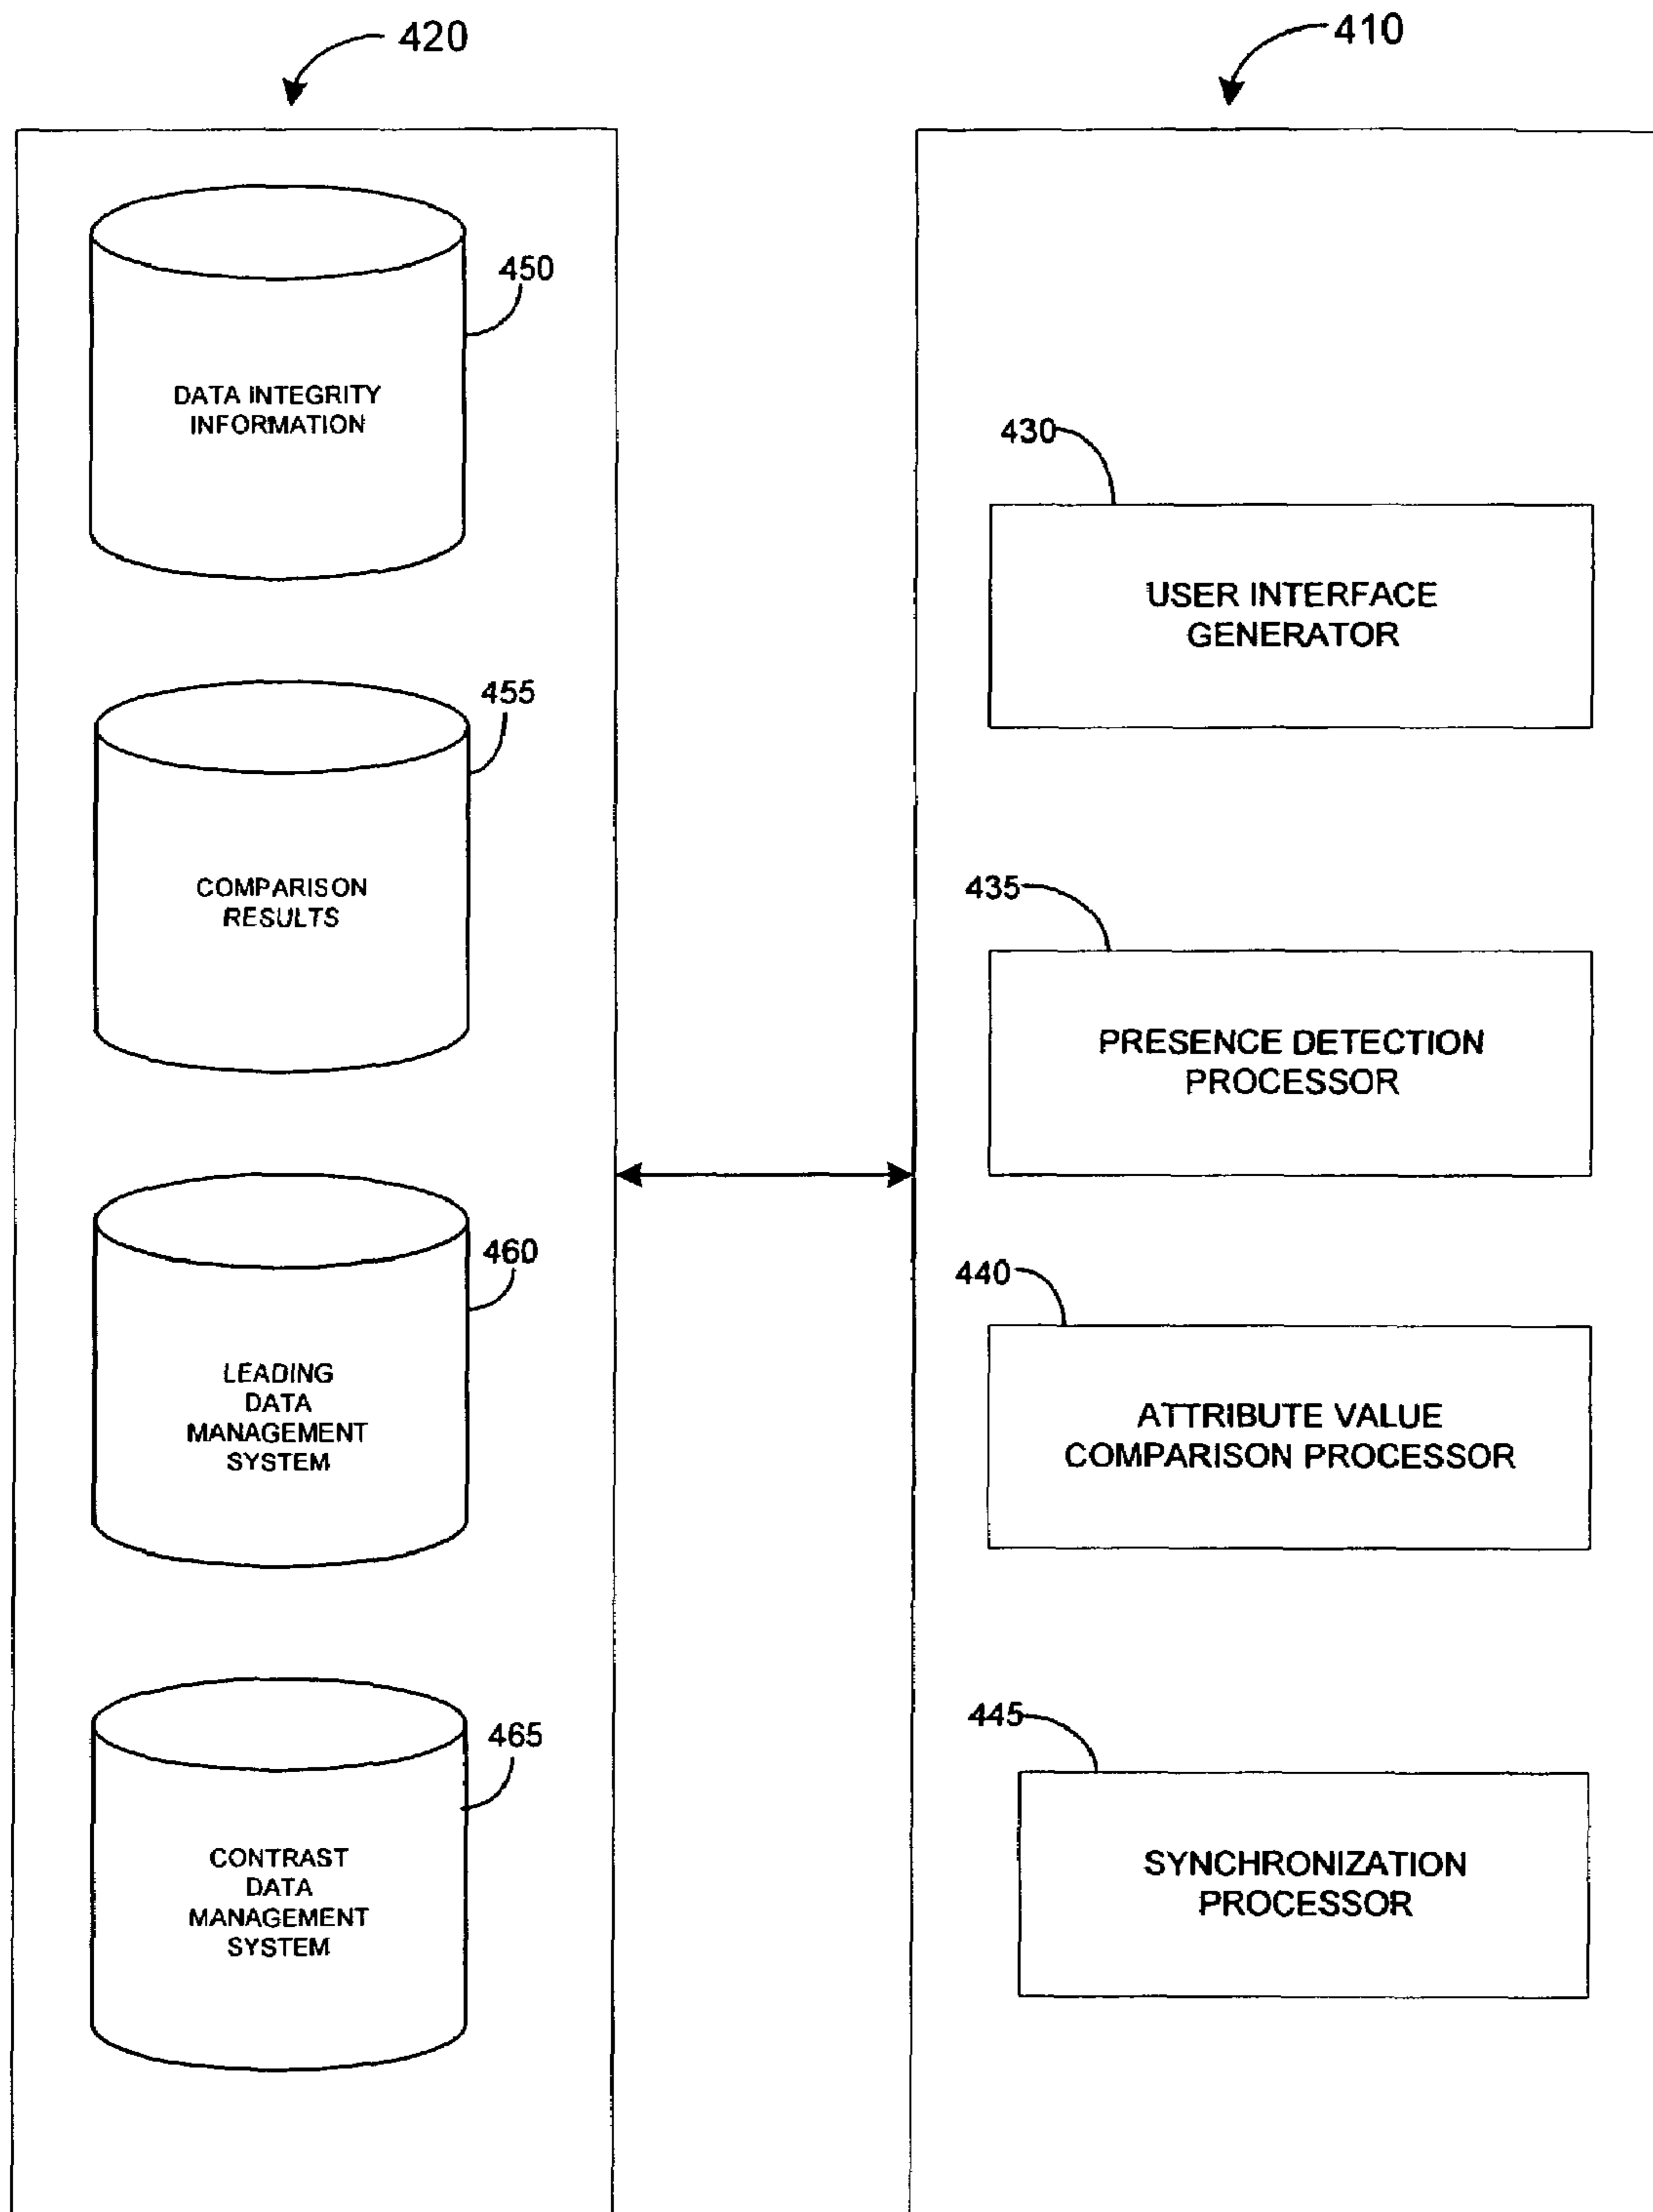 420
410
450
DATA INTEGRITY
INFORMATION
455
COMPARISON
RESULTS
460
LEADING
DATA
MANAGEMENT
SYSTEM
465
CONTRAST
DATA
MANAGEMENT
SYSTEM
430
USER INTERFACE
GENERATOR
435
PRESENCE DETECTION
PROCESSOR
440
ATTRIBUTE VALUE
COMPARISON PROCESSOR
445
SYNCHRONIZATION
PROCESSOR